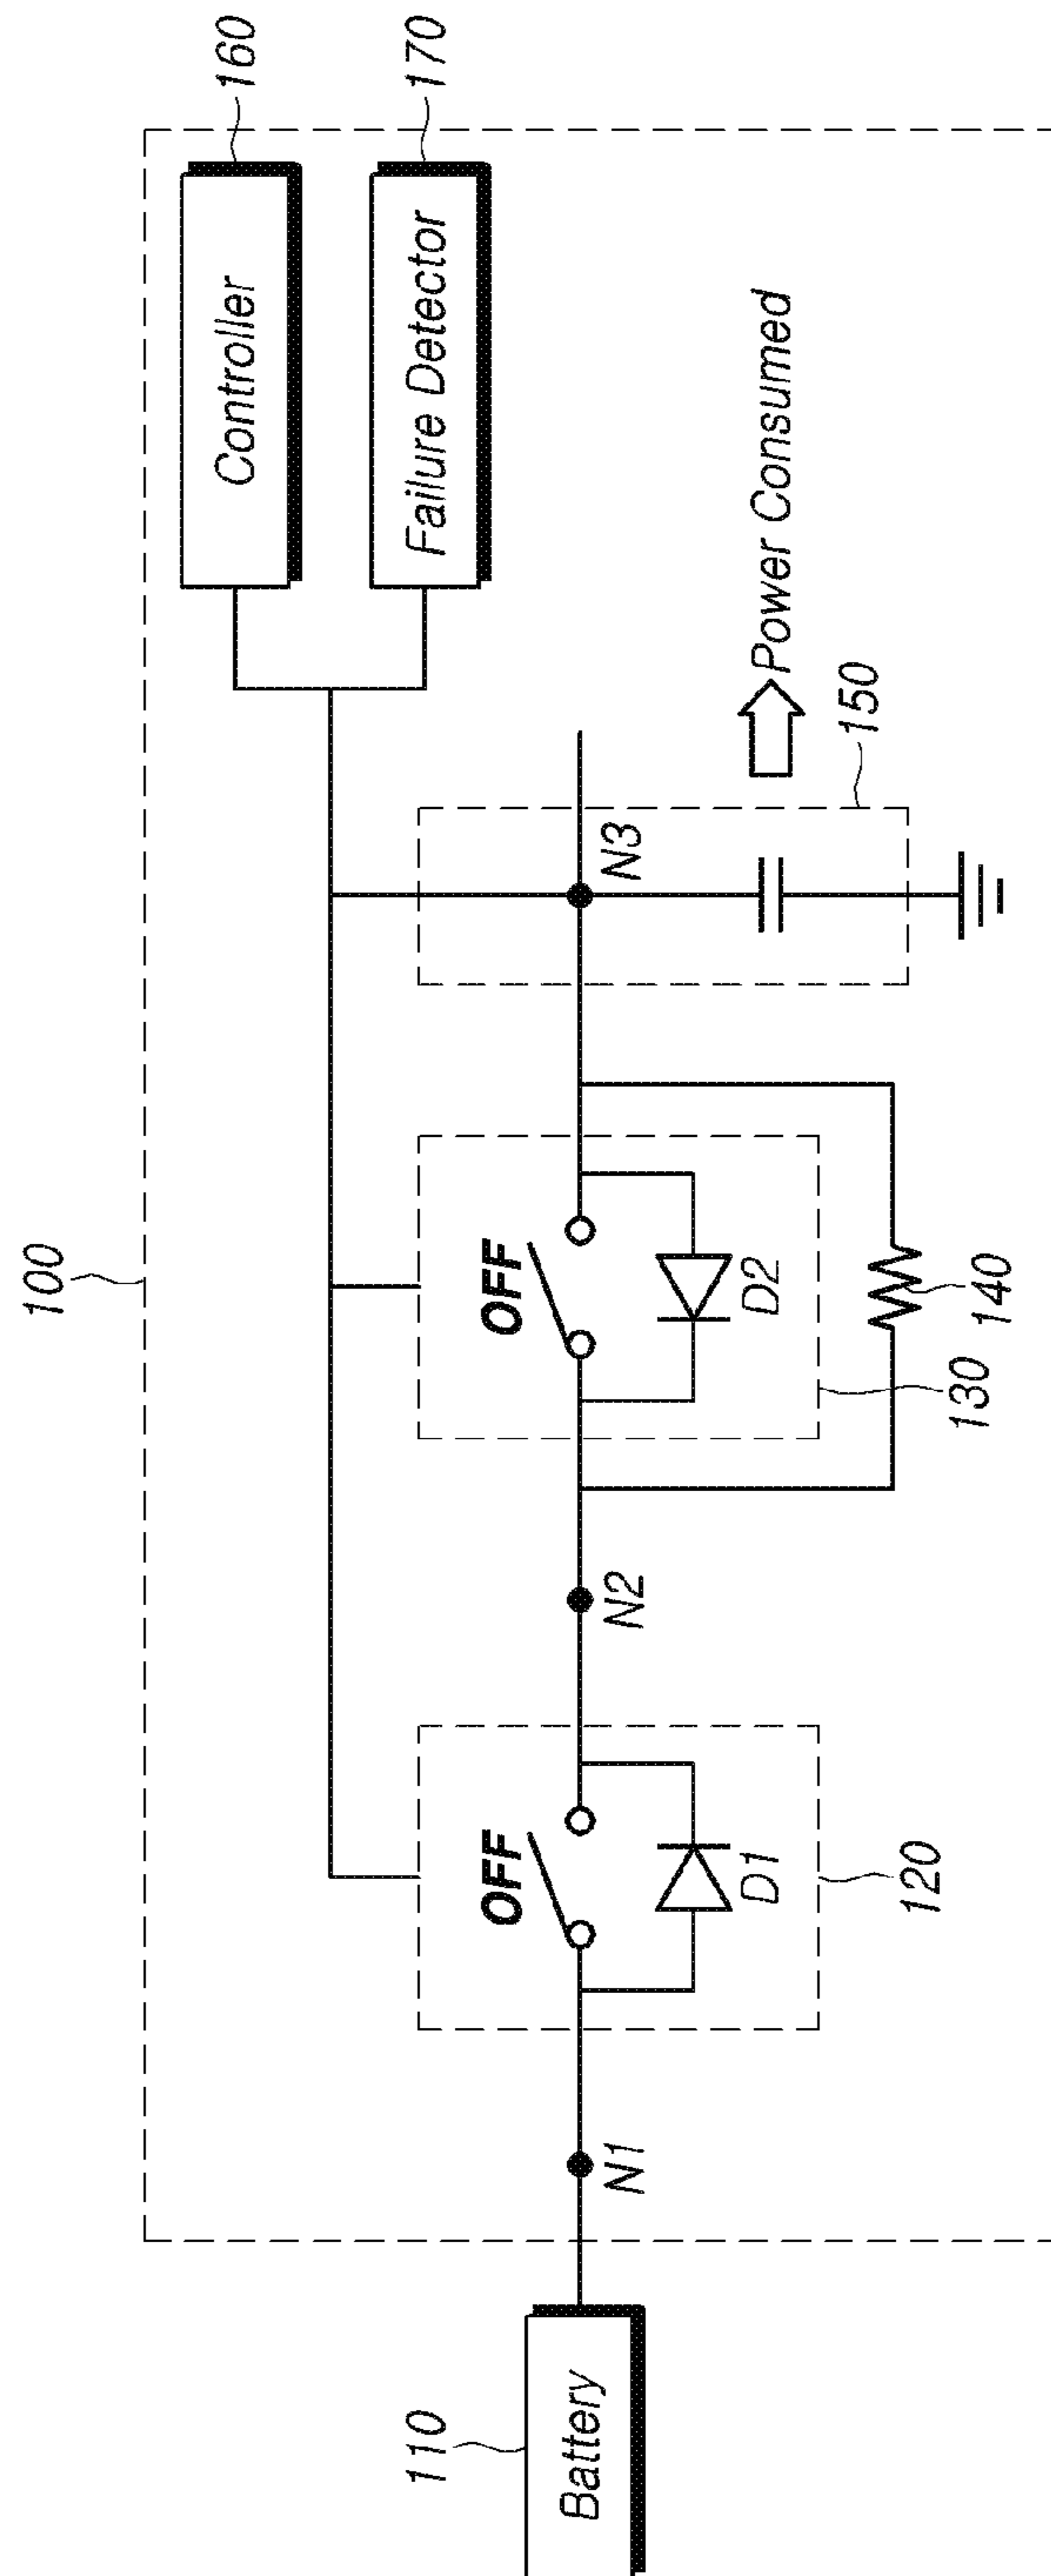 100
160
Controller
170
Failure Detector
110
Battery
N1
OFF
D1
120
N2
OFF
D2
130
140
N3
150
Power Consumed